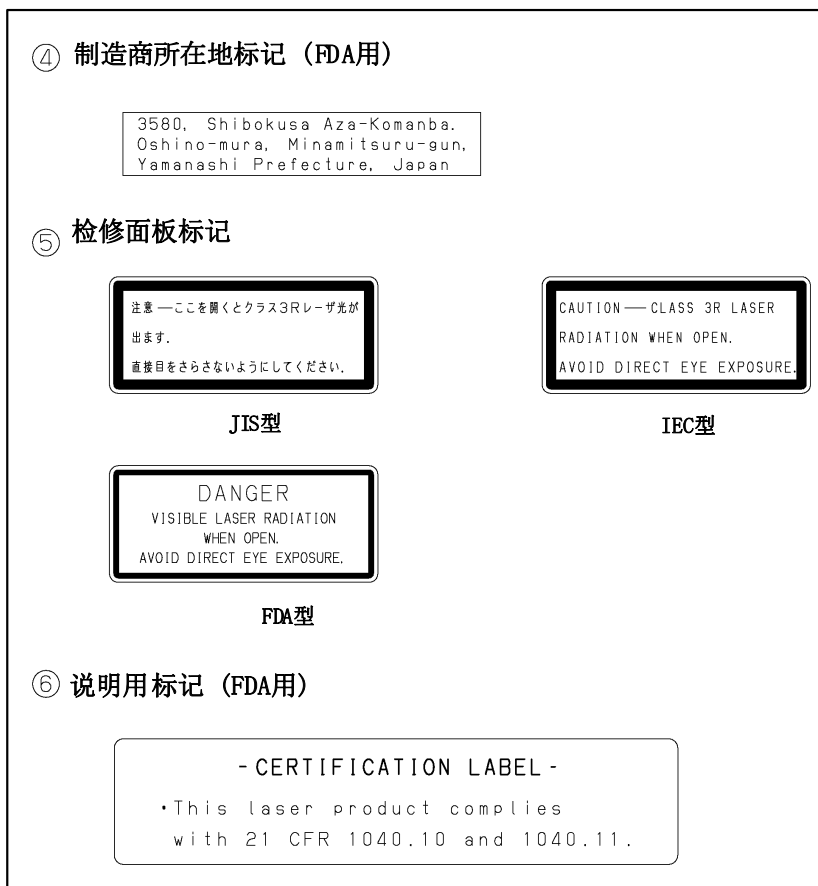 ④ 制造商所在地标记 (FDA用)
3580, Shibokusa Aza-Komanba.
Oshino-mura, Minamitsuru-gun,
Yamanashi Prefecture, Japan
⑤ 检修面板标记
注意 ―ここを開くとクラス3Rレーザ光が
出ます.
直接目をさらさないようにしてください.
JIS型
CAUTION ― CLASS 3R LASER
RADIATION WHEN OPEN.
AVOID DIRECT EYE EXPOSURE.
IEC型
DANGER
VISIBLE LASER RADIATION
WHEN OPEN.
AVOID DIRECT EYE EXPOSURE.
FDA型
⑥ 说明用标记 (FDA用)
- CERTIFICATION LABEL -
・This laser product complies
with 21 CFR 1040.10 and 1040.11.